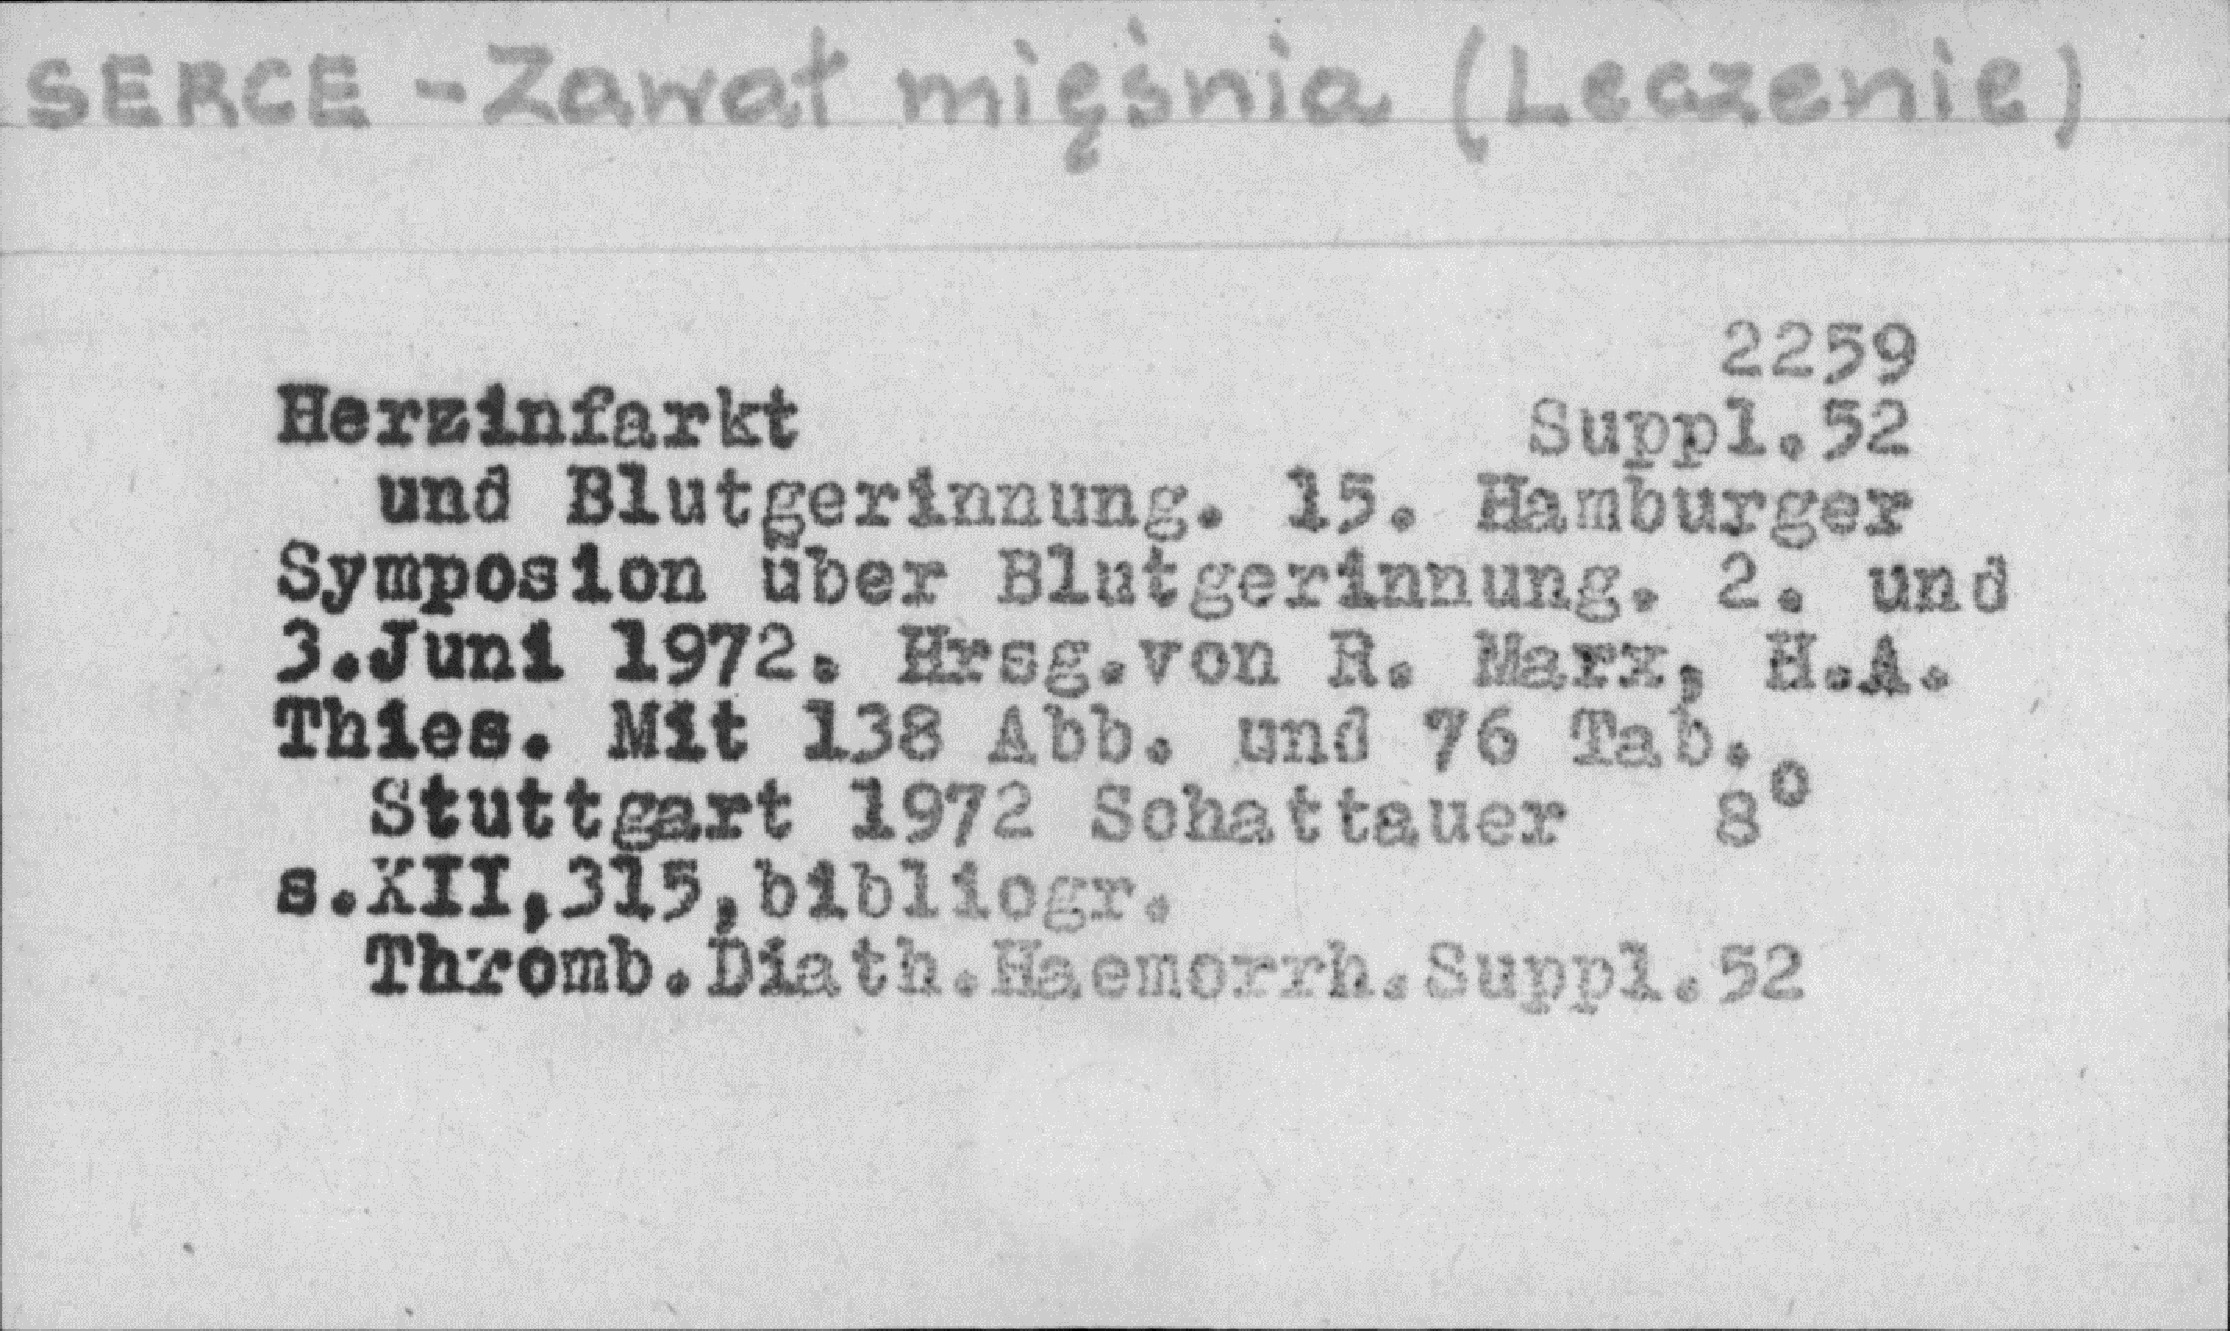 SERCE - Zawał mięśnia (Leczenie)
2259
Herzinfarkt Suppl.52
und Blutgerinnung. 15. Hamburger
Symposion über Blutgerinnung. 2. und
3.Juni 1972. Hrsg.von R. Marx, H.A.
Thies. Mit 138 Abb. und 76 Tab.
Stuttgart 1972 Schattauer 8°
s.XII,315,bibliogr.
Thromb.Diath.Haemorrh.Suppl.52